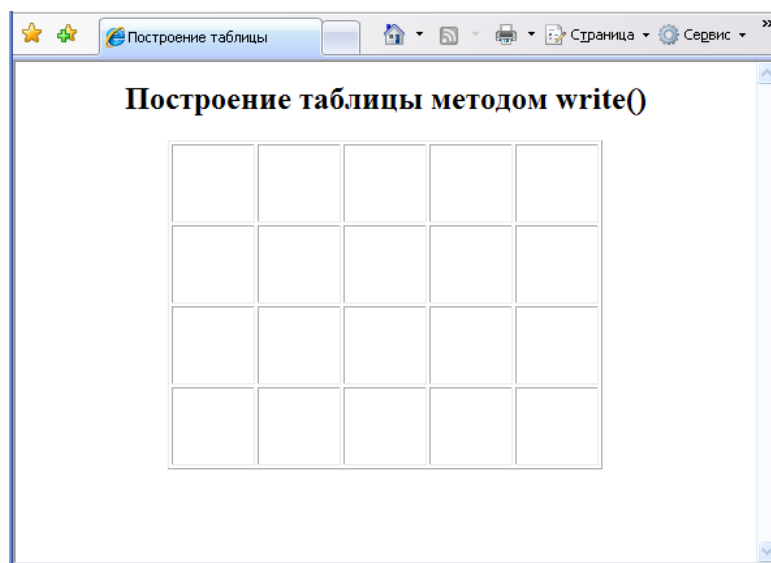 Построение таблицы
Страница
Сервис
»
Построение таблицы методом write()